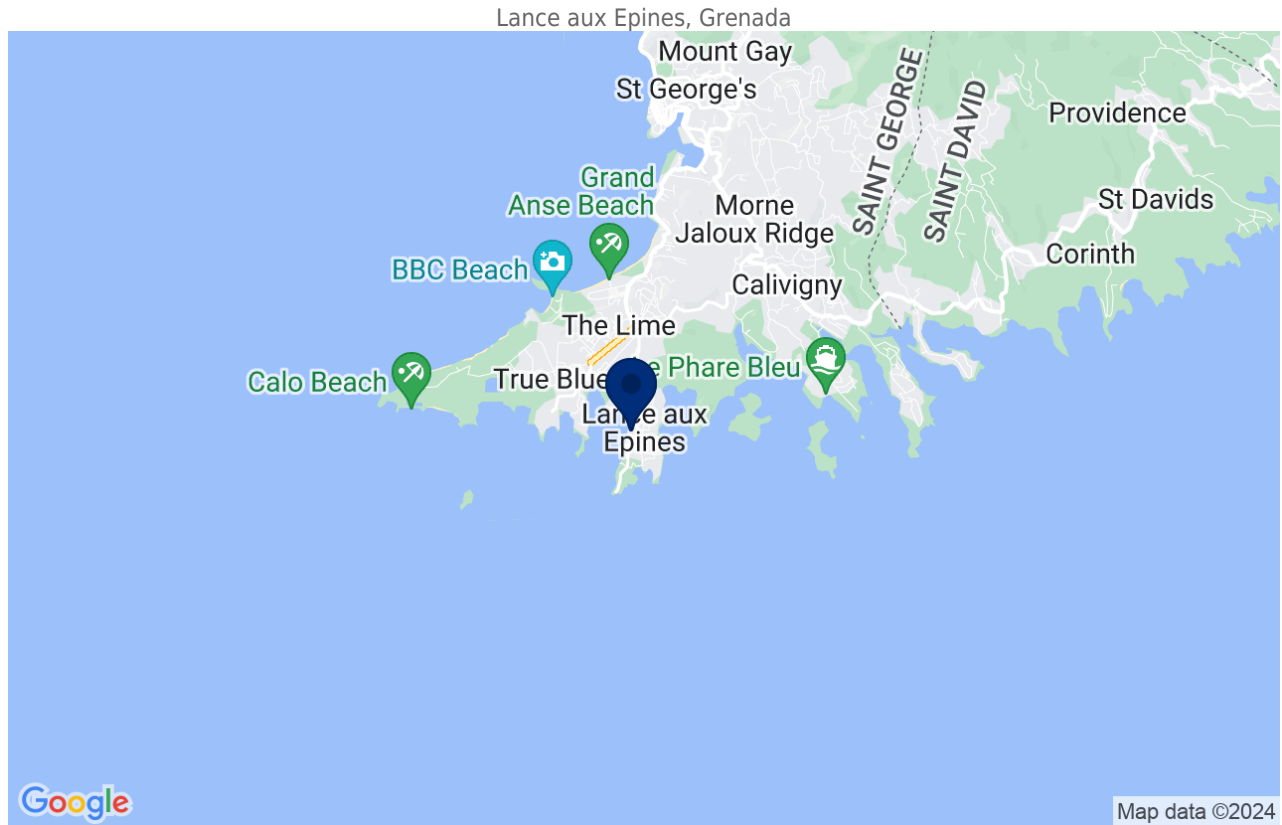 Lance aux Epines, Grenada
Mount Gay
St George's
SAINT GEORGE
SAINT DAVID
Providence
Grand
Anse Beach
Morne
Jaloux Ridge
St Davids
BBC Beach
Corinth
Calivigny
The Lime
Calo Beach
True Blue
Phare Bleu
Lance aux
Epines
Google
Map data ©2024